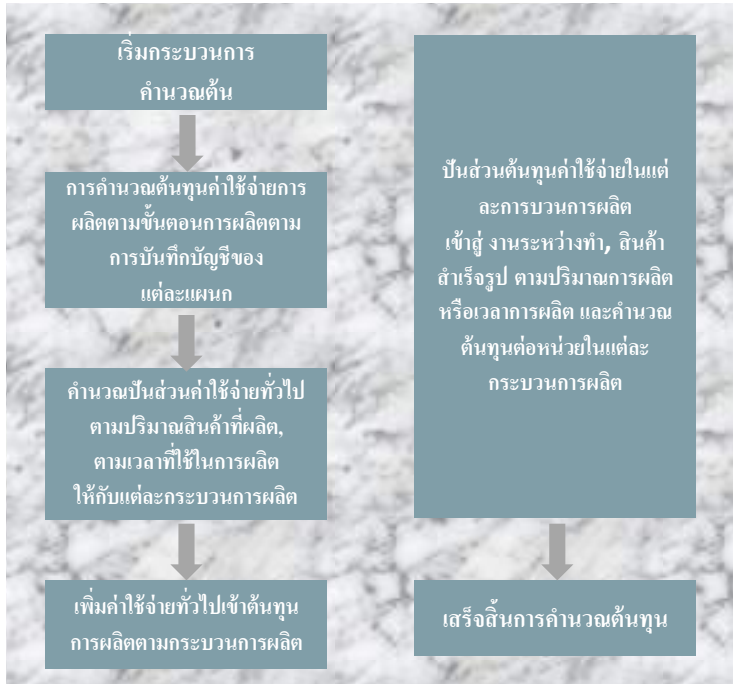 เริ่มกระบวนการ
คำนวณต้น
การคำนวณต้นทุนค่าใช้จ่ายการ
ผลิตตามขั้นตอนการผลิตตาม
การบันทึกบัญชีของ
แต่ละแผนก
คำนวณปันส่วนค่าใช้จ่ายทั่วไป
ตามปริมาณสินค้าที่ผลิต,
ตามเวลาที่ใช้ในการผลิต
ให้กับแต่ละกระบวนการผลิต
เพิ่มค่าใช้จ่ายทั่วไปเข้าต้นทุน
การผลิตตามกระบวนการผลิต
ปันส่วนต้นทุนค่าใช้จ่ายในแต่
ละการบวนการผลิต
เข้าสู่ งานระหว่างทำ, สินค้า
สำเร็จรูป ตามปริมาณการผลิต
หรือเวลาการผลิต และคำนวณ
ต้นทุนต่อหน่วยในแต่ละ
กระบวนการผลิต
เสร็จสิ้นการคำนวณต้นทุน